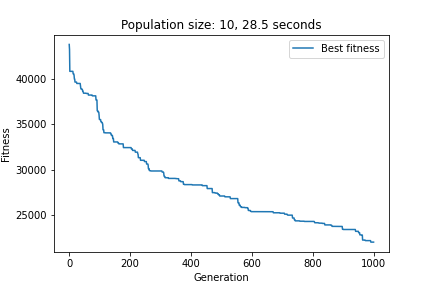 Population size: 10, 28.5 seconds
Best fitness
Fitness
40000
35000
30000
25000
0 200 400 600 800 1000
Generation